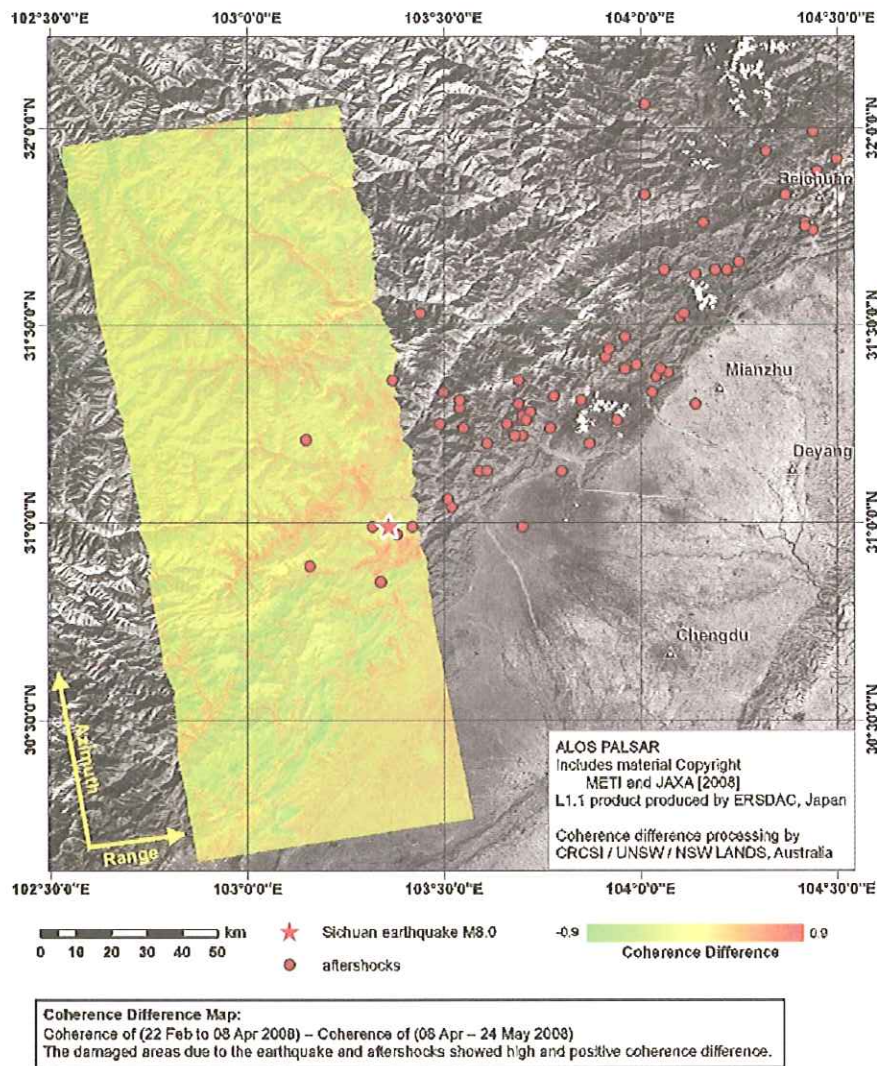 102°30'0"E 103°0'0"E 103°30'0"E 104°0'0"E 104°30'0"E
32°0'0"N 32°0'0"N
Beichuan
31°30'0"N 31°30'0"N
Mianzhu
Deyang
31°0'0"N 31°0'0"N
Chengdu
30°30'0"N 30°30'0"N
Azimuth
Range
ALOS PALSAR
Includes material Copyright
METI and JAXA [2008]
L1.1 product produced by ERSDAC, Japan
Coherence difference processing by
CRCSI / UNSW / NSW LANDS, Australia
102°30'0"E 103°0'0"E 103°30'0"E 104°0'0"E 104°30'0"E
km
0 10 20 30 40 50
Sichuan earthquake M8.0
aftershocks
-0.9 0.9
Coherence Difference
Coherence Difference Map:
Coherence of (22 Feb to 08 Apr 2008) – Coherence of (08 Apr – 24 May 2008)
The damaged areas due to the earthquake and aftershocks showed high and positive coherence difference.